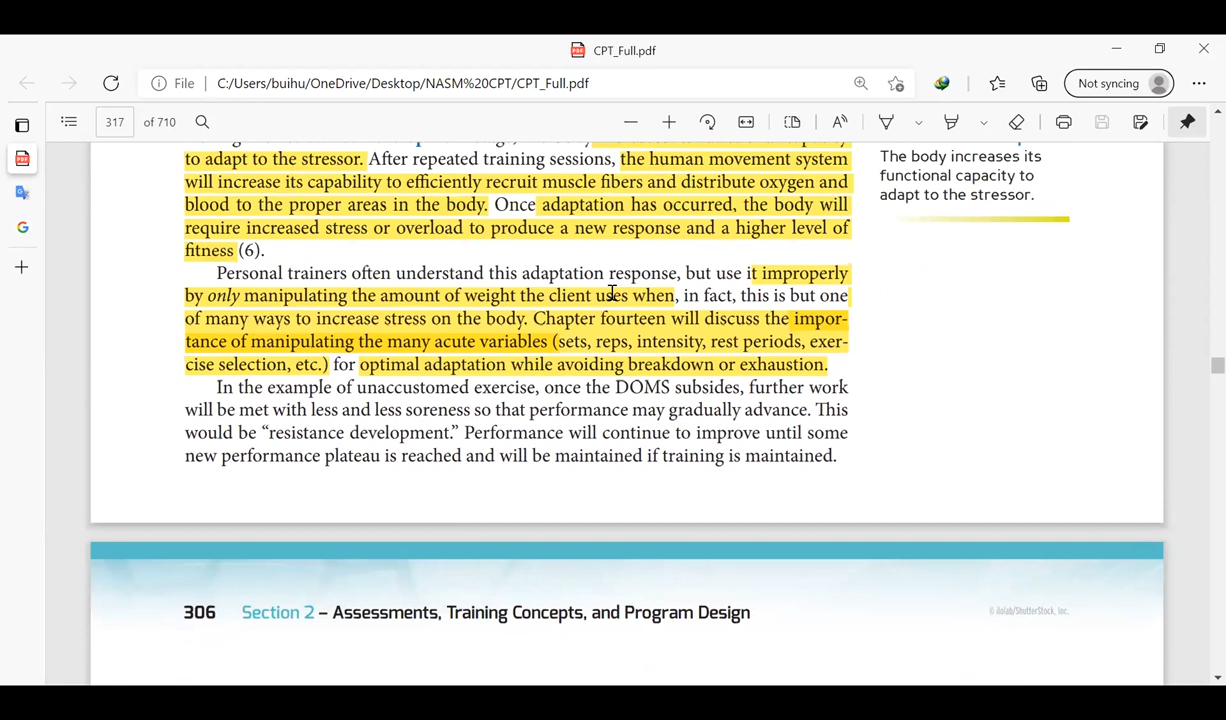 CPT_Full.pdf
File C:/Users/buihu/OneDrive/Desktop/NASM%20CPT/CPT_Full.pdf Not syncing
317 of 710
to adapt to the stressor. After repeated training sessions, the human movement system
will increase its capability to efficiently recruit muscle fibers and distribute oxygen and
blood to the proper areas in the body. Once adaptation has occurred, the body will
require increased stress or overload to produce a new response and a higher level of
fitness (6).
Personal trainers often understand this adaptation response, but use it improperly
by only manipulating the amount of weight the client uses when, in fact, this is but one
of many ways to increase stress on the body. Chapter fourteen will discuss the impor-
tance of manipulating the many acute variables (sets, reps, intensity, rest periods, exer-
cise selection, etc.) for optimal adaptation while avoiding breakdown or exhaustion.
In the example of unaccustomed exercise, once the DOMS subsides, further work
will be met with less and less soreness so that performance may gradually advance. This
would be “resistance development.” Performance will continue to improve until some
new performance plateau is reached and will be maintained if training is maintained.
The body increases its
functional capacity to
adapt to the stressor.
306 Section 2 – Assessments, Training Concepts, and Program Design
© ilolab/ShutterStock, Inc.